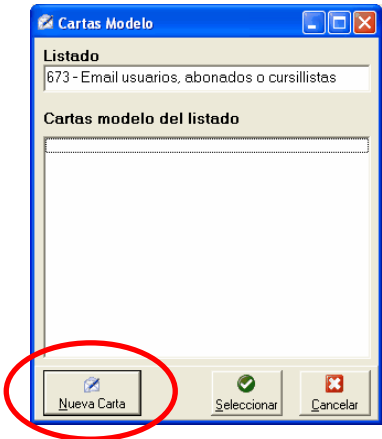 Cartas Modelo
Listado
673 - Email usuarios, abonados o cursillistas
Cartas modelo del listado
Nueva Carta
Seleccionar
Cancelar